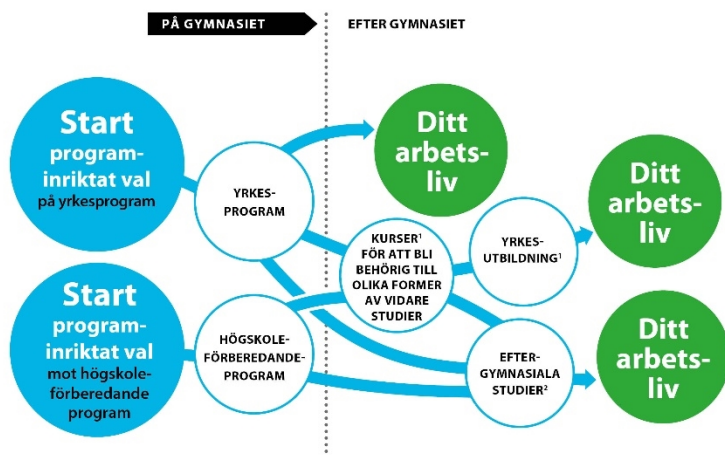 PÅ GYMNASIET
EFTER GYMNASIET
Start
program-
inriktat val
på yrkesprogram
YRKES-
PROGRAM
Ditt
arbets-
liv
KURSER¹
FÖR ATT BLI
BEHÖRIG TILL
OLIKA FORMER
AV VIDARE
STUDIER
YRKES-
UTBILDNING¹
Ditt
arbets-
liv
Start
program-
inriktat val
mot högskole-
förberedande
program
HÖGSKOLE-
FÖRBEREDANDE-
PROGRAM
EFTER-
GYMNASIALA
STUDIER²
Ditt
arbets-
liv